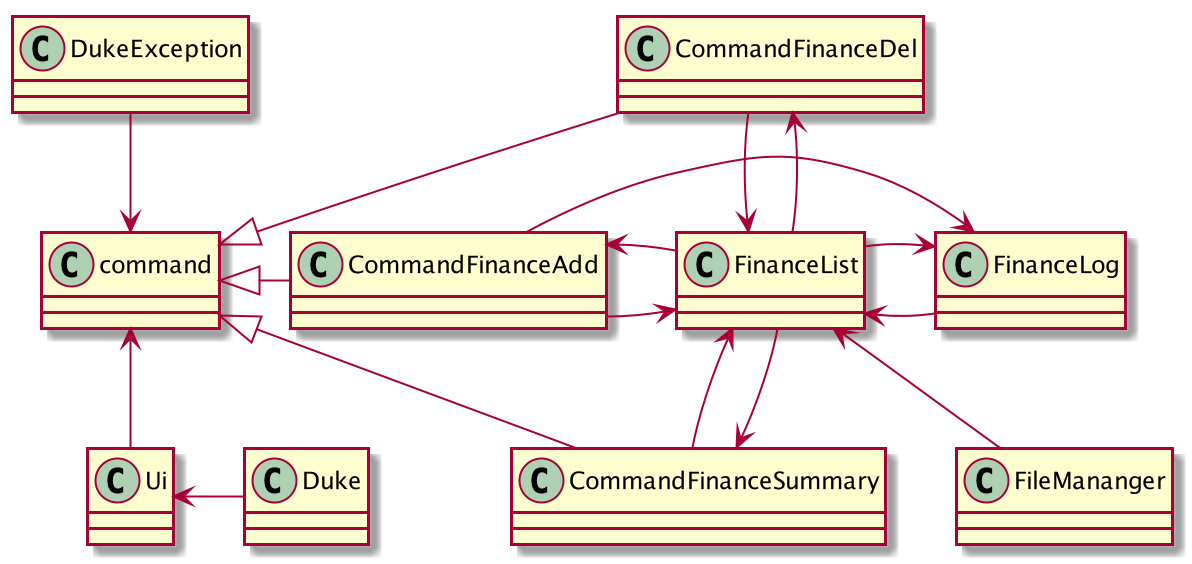 C DukeException
C CommandFinanceDel
C command
C CommandFinanceAdd
C FinanceList
C FinanceLog
C Ui
C Duke
C CommandFinanceSummary
C FileMananger